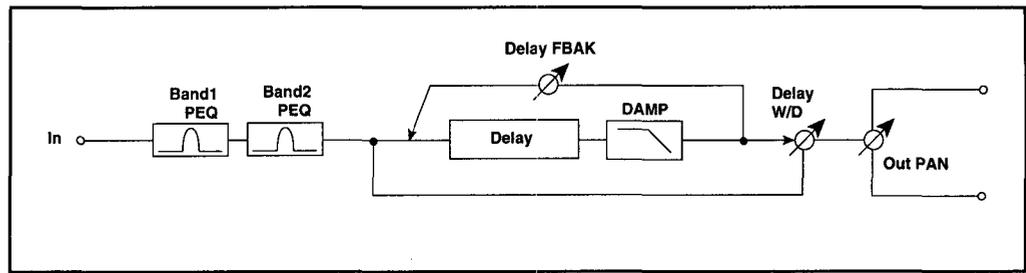 Delay FBAK
Band1
PEQ
Band2
PEQ
DAMP
Delay
W/D
In
Delay
Out PAN